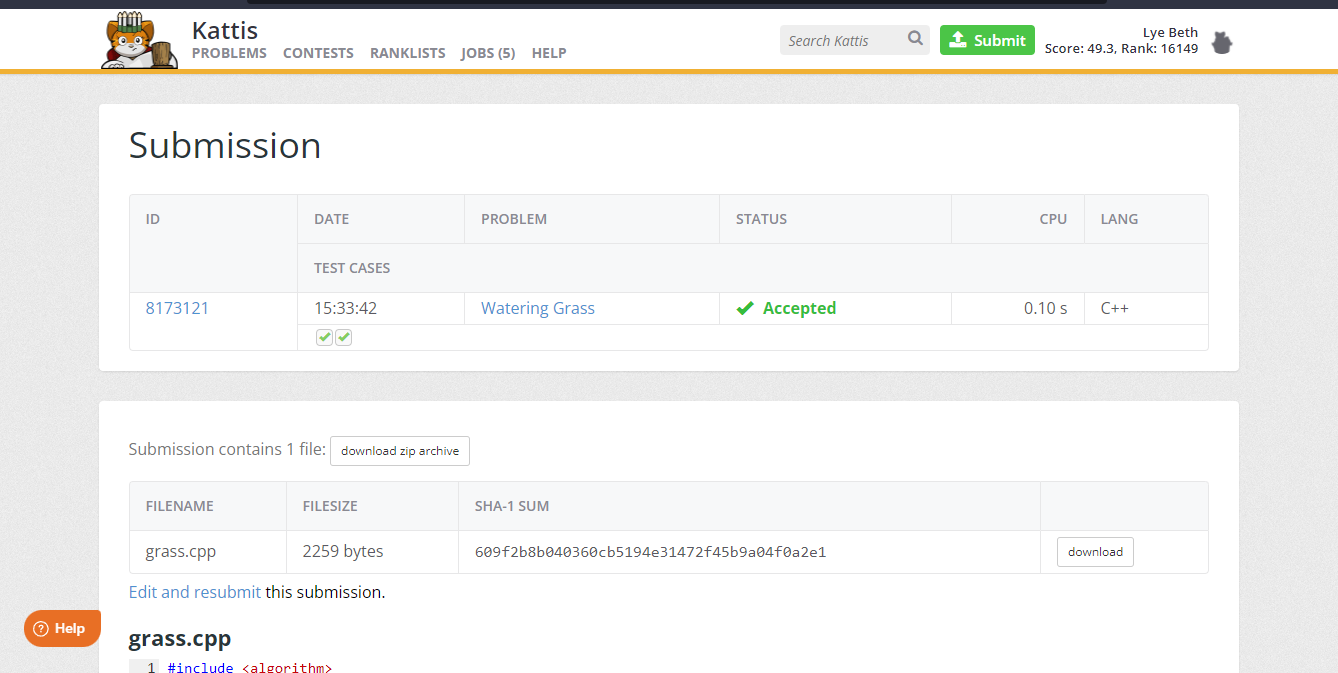 Kattis
PROBLEMS CONTESTS RANKLISTS JOBS (5) HELP
Search Kattis
Submit
Lye Beth
Score: 49.3, Rank: 16149
Submission
ID DATE PROBLEM STATUS CPU LANG
TEST CASES
8173121 15:33:42 Watering Grass Accepted 0.10 s C++
Submission contains 1 file: download zip archive
FILENAME FILESIZE SHA-1 SUM
grass.cpp 2259 bytes 609f2b8b040360cb5194e31472f45b9a04f0a2e1 download
Edit and resubmit this submission.
Help
grass.cpp
1 #include <algorithm>